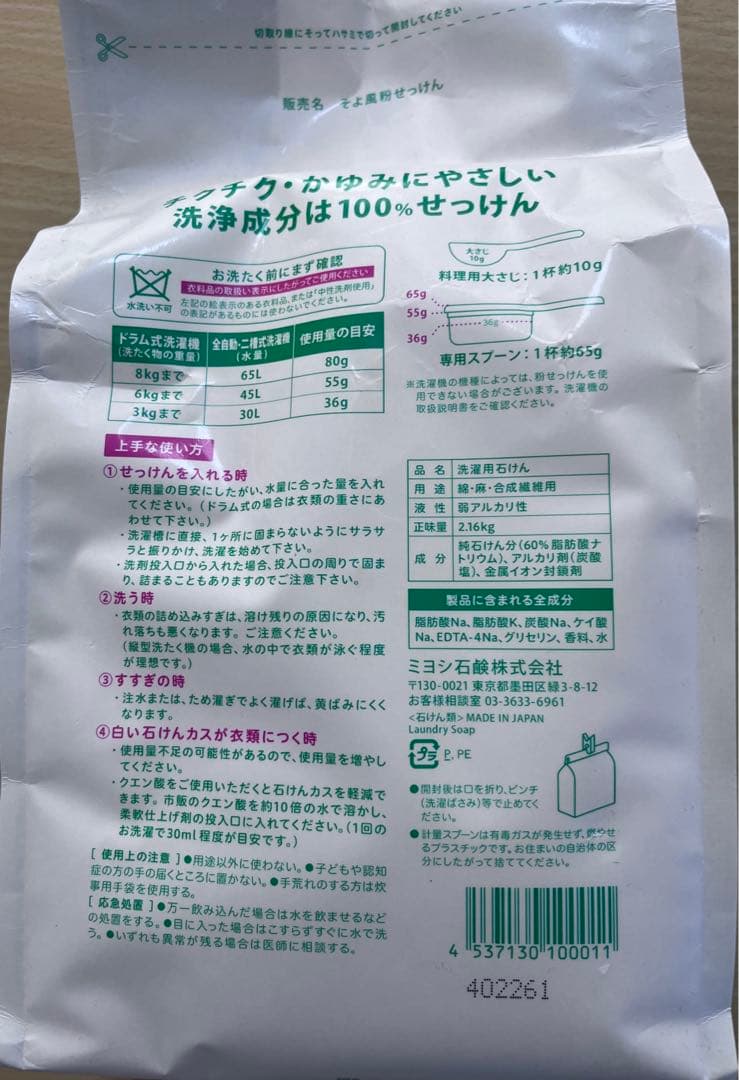 切取り線にそってハサミで切って開封してください
販売名 そよ風粉せっけん
チクチク・かゆみにやさしい
洗浄成分は100%せっけん
お洗たく前にまず確認
衣料品の取扱い表示にしたがってご使用ください
水洗い不可
左記の絵表示のある衣料品、または「中性洗剤使用」
の表記があるものには使わないでください。
ドラム式洗濯機
(洗たく物の重量)
全自動・二槽式洗濯機
(水量)
使用量の目安
8kgまで 65L 80g
6kgまで 45L 55g
3kgまで 30L 36g
大さじ
10g
料理用大さじ:1杯約10g
65g
55g
36g
36g
専用スプーン:1杯約65g
※洗濯機の機種によっては、粉せっけんを使
用できない場合がございます。洗濯機の
取扱説明書をご確認ください。
上手な使い方
①せっけんを入れる時
・使用量の目安にしたがい、水量に合った量を入れ
てください。(ドラム式の場合は衣類の重さにあ
わせて下さい。)
・洗濯槽に直接、1ヶ所に固まらないようにサラサ
ラと振りかけ、洗濯を始めて下さい。
・洗剤投入口から入れた場合、投入口の周りで固ま
り、詰まることもありますのでご注意下さい。
②洗う時
・衣類の詰め込みすぎは、溶け残りの原因になり、汚
れ落ちも悪くなります。ご注意ください。
(縦型洗たく機の場合、水の中で衣類が泳ぐ程度
が理想です。)
③すすぎの時
・注水または、ため濯ぎでよく濯げば、黄ばみにくく
なります。
④白い石けんカスが衣類につく時
・使用量不足の可能性があるので、使用量を増やし
てください。
・クエン酸をご使用いただくと石けんカスを軽減で
きます。市販のクエン酸を約10倍の水で溶かし、
柔軟仕上げ剤の投入口に入れてください。(1回の
お洗濯で30ml程度が目安です。)
[ 使用上の注意 ]●用途以外に使わない。●子どもや認知
症の方の手の届くところに置かない。●手荒れのする方は炊
事用手袋を使用する。
[ 応急処置 ]●万一飲み込んだ場合は水を飲ませるなど
の処置をする。●目に入った場合はこすらずすぐに水で洗
う。●いずれも異常が残る場合は医師に相談する。
品 名 洗濯用石けん
用 途 綿・麻・合成繊維用
液 性 弱アルカリ性
正味量 2.16kg
成 分 純石けん分(60%脂肪酸ナ
トリウム)、アルカリ剤(炭酸
塩)、金属イオン封鎖剤
製品に含まれる全成分
脂肪酸Na、脂肪酸K、炭酸Na、ケイ酸
Na、EDTA-4Na、グリセリン、香料、水
ミヨシ石鹸株式会社
〒130-0021 東京都墨田区緑3-8-12
お客様相談室 03-3633-6961
<石けん類> MADE IN JAPAN
Laundry Soap
プラ P, PE
●開封後は口を折り、ピンチ
(洗濯ばさみ)等で止めてく
ださい。
●計量スプーンは有毒ガスが発生せず、燃やせ
るプラスチックです。お住まいの自治体の区
分にしたがって捨ててください。
4 537130 100011
402261